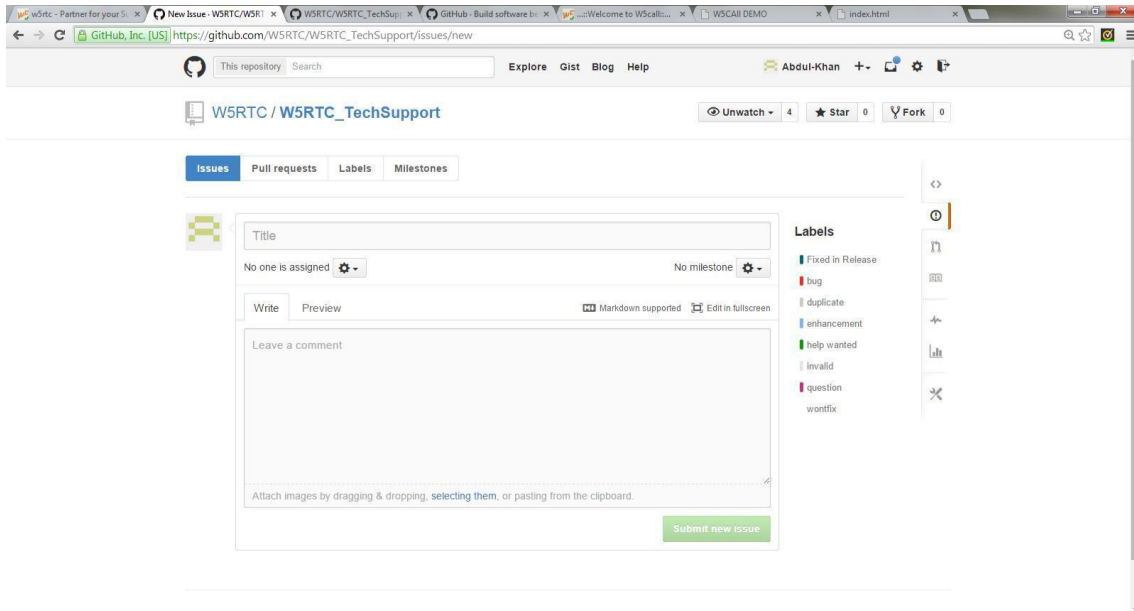 w5rtc - Partner for your Su
New Issue · W5RTC/W5RT
W5RTC/W5RTC_TechSupp
GitHub - Build software be
...::Welcome to W5call::...
W5CAll DEMO
index.html
GitHub, Inc. [US] https://github.com/W5RTC/W5RTC_TechSupport/issues/new
This repository Search Explore Gist Blog Help Abdul-Khan
W5RTC / W5RTC_TechSupport Unwatch 4 Star 0 Fork 0
Issues Pull requests Labels Milestones
Title
No one is assigned No milestone
Write Preview Markdown supported Edit in fullscreen
Leave a comment
Attach images by dragging & dropping, selecting them, or pasting from the clipboard.
Submit new issue
Labels
Fixed in Release
bug
duplicate
enhancement
help wanted
invalid
question
wontfix